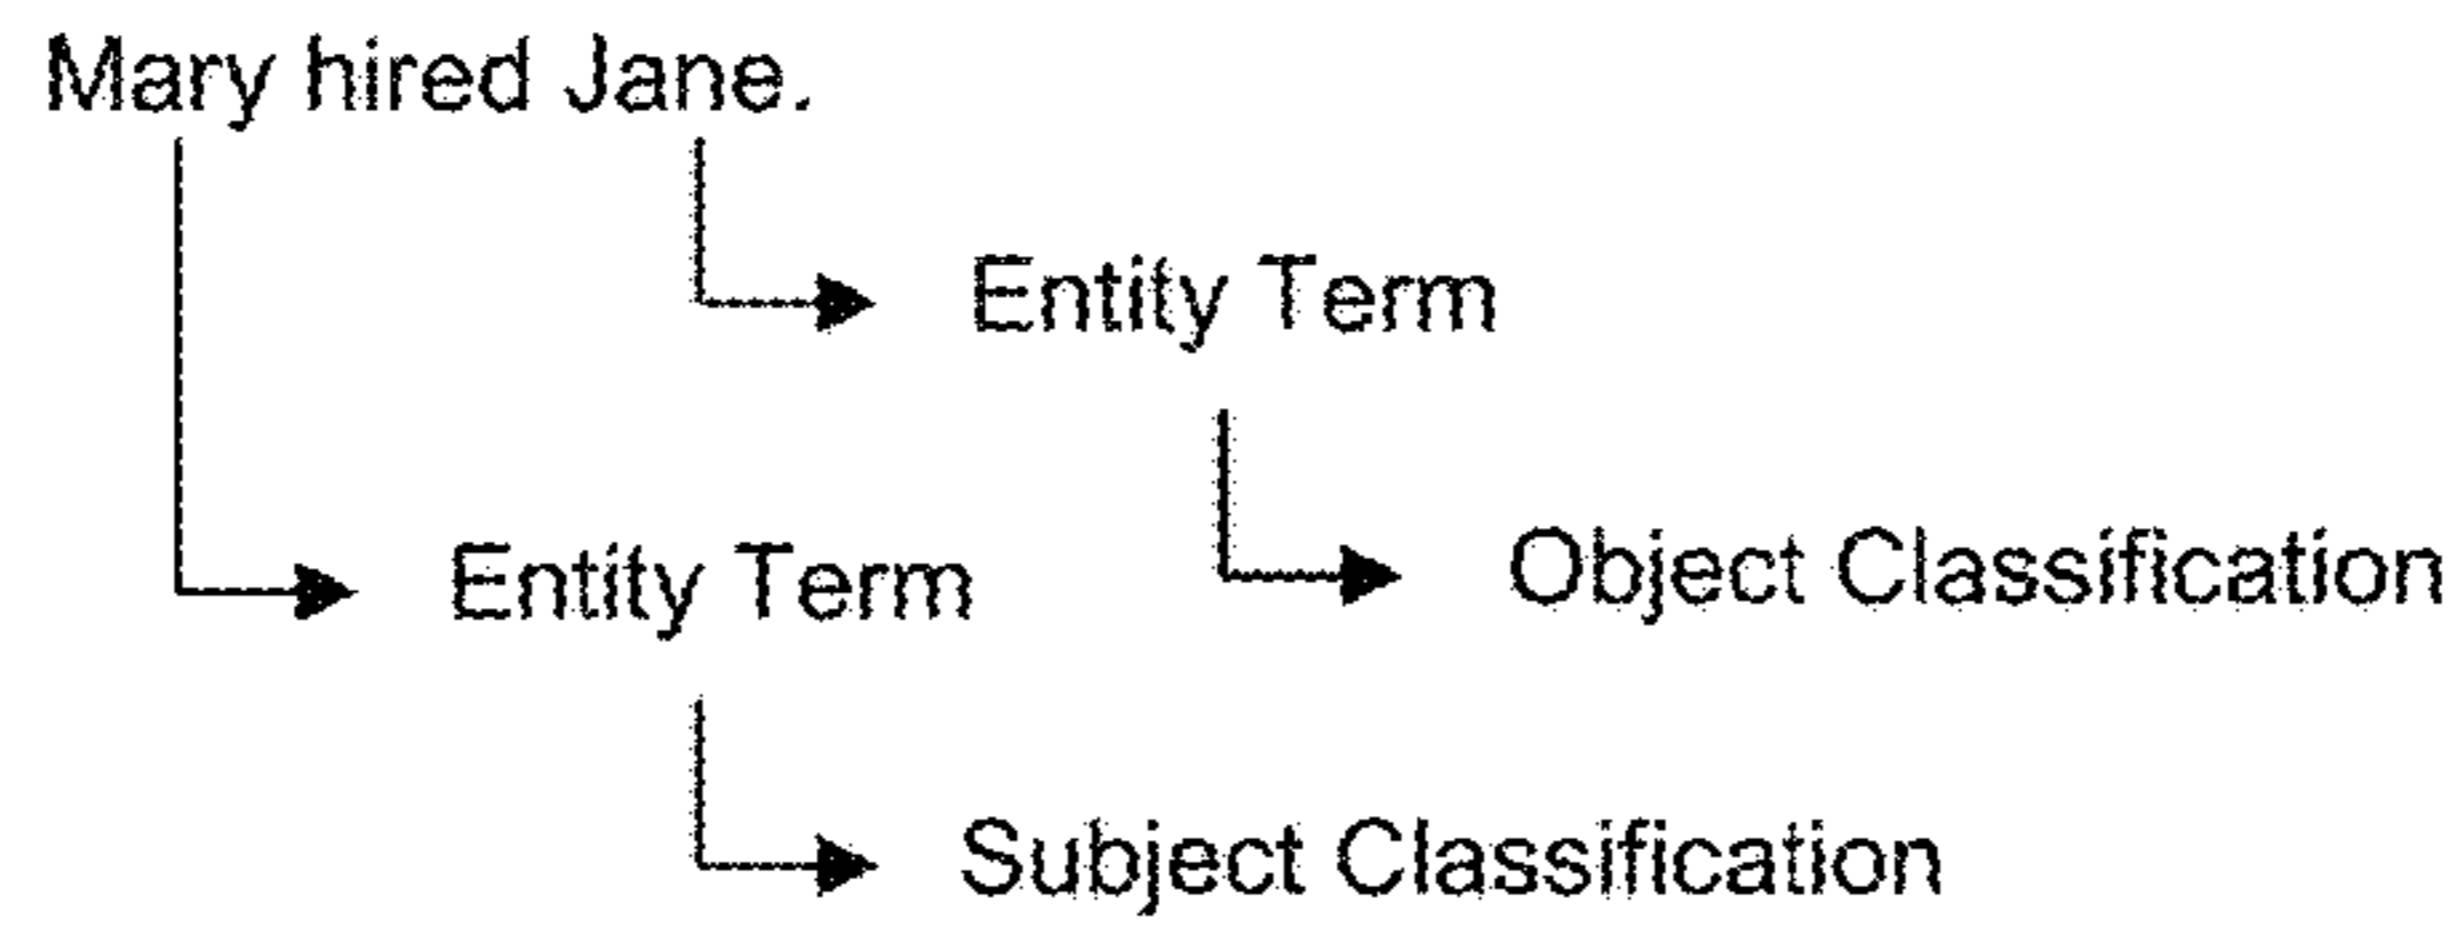 Mary hired Jane.
Entity Term
Object Classification
Entity Term
Subject Classification